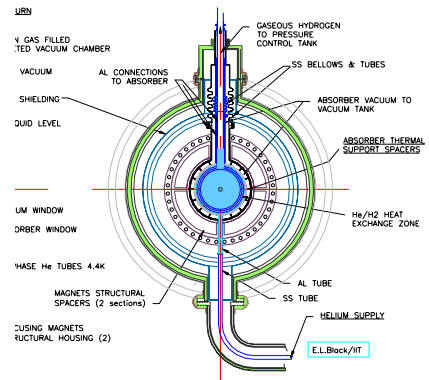 URN
GAS FILLED
TED VACUUM CHAMBER
VACUUM
SHIELDING
QUID LEVEL
UM WINDOW
ORBER WINDOW
PHASE He TUBES 4.4K
MAGNETS STRUCTURAL
SPACERS (2 sections)
CUSING MAGNETS
RUCTURAL HOUSING (2)
AL CONNECTIONS
TO ABSORBER
GASEOUS HYDROGEN
TO PRESSURE
CONTROL TANK
SS BELLOWS & TUBES
ABSORBER VACUUM TO
VACUUM TANK
ABSORBER THERMAL
SUPPORT SPACERS
He/H2 HEAT
EXCHANGE ZONE
AL TUBE
SS TUBE
HELIUM SUPPLY
E.L.Black/IIT